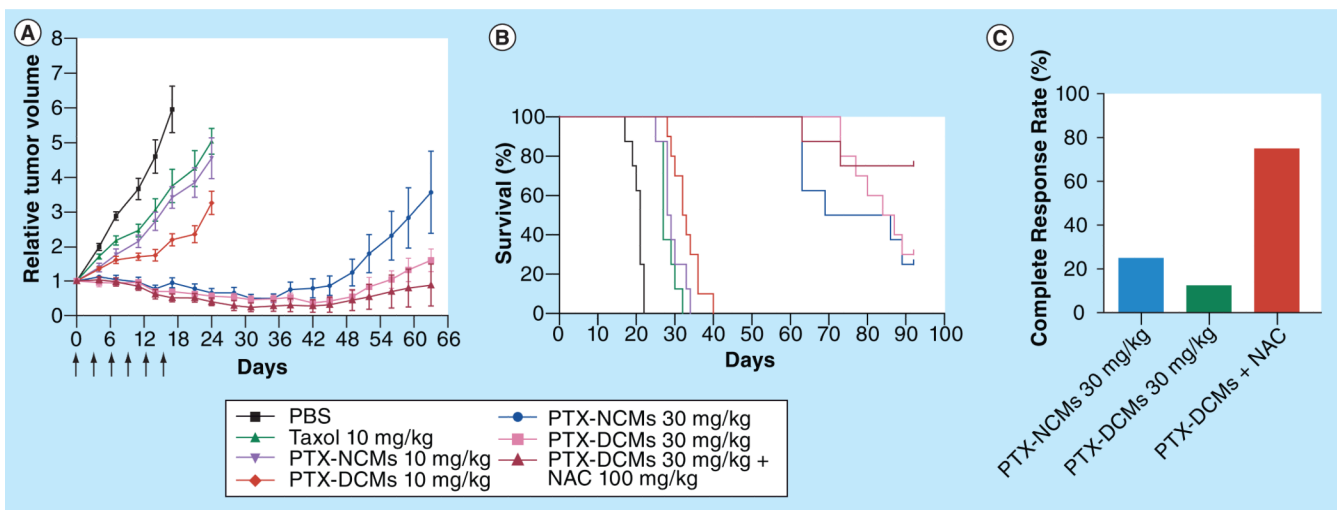 A
Relative tumor volume
8
7
6
5
4
3
2
1
0
0 6 12 18 24 30 36 42 48 54 60 66
Days
B
Survival (%)
100
80
60
40
20
0
0 10 20 30 40 50 60 70 80 90 100
Days
C
Complete Response Rate (%)
100
80
60
40
20
0
PTX-NCMs 30 mg/kg
PTX-DCMs 30 mg/kg
PTX-DCMs + NAC
PBS
Taxol 10 mg/kg
PTX-NCMs 10 mg/kg
PTX-DCMs 10 mg/kg
PTX-NCMs 30 mg/kg
PTX-DCMs 30 mg/kg
PTX-DCMs 30 mg/kg +
NAC 100 mg/kg